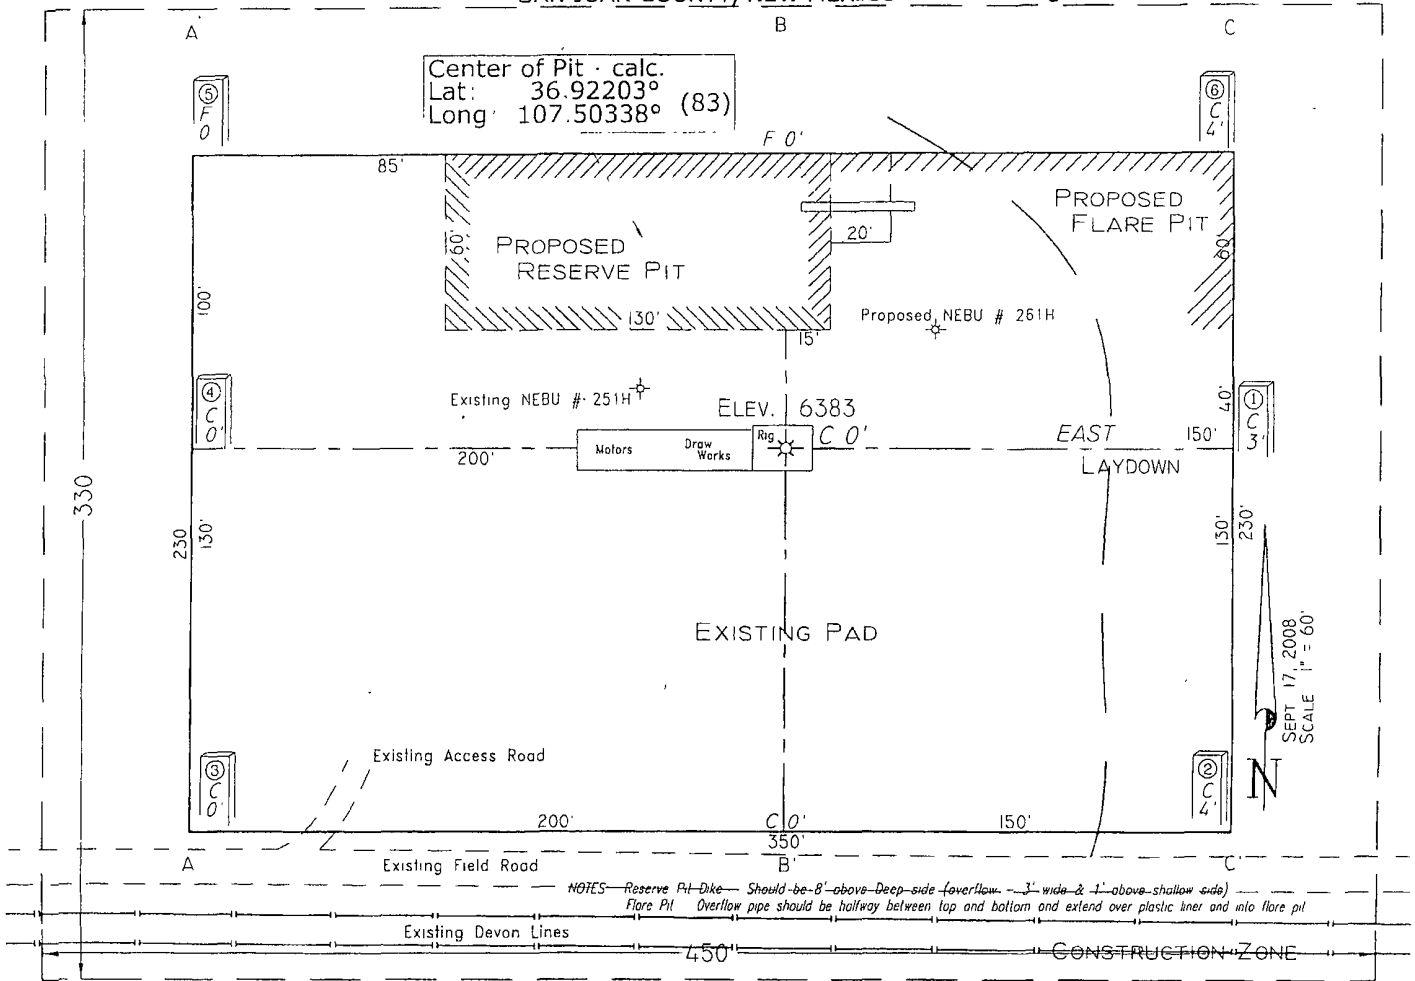 A'
B
C
Center of Pit - calc.
Lat: 36.92203°
Long 107.50338° (83)
5
F
0
6
C
4'
F 0'
85'
PROPOSED
RESERVE PIT
60'
130'
20'
15'
PROPOSED
FLARE PIT
60'
100'
Proposed NEBU # 261H
4
C
0'
Existing NEBU # 251H
ELEV. 6383
C 0'
Motors
Draw
Works
Rig
200'
EAST
150'
LAYDOWN
40'
1
C
3'
330
230
130'
130'
230'
EXISTING PAD
SEPT 17, 2008
SCALE 1" = 60'
N
Existing Access Road
3
C
0'
2
C
4'
200'
C 0'
350'
150'
A
Existing Field Road
B'
C'
NOTES Reserve Pit Dike Should be 8' above Deep side (overflow - 3' wide & 1' above shallow side)
Flare Pit Overflow pipe should be halfway between top and bottom and extend over plastic liner and into flare pit
Existing Devon Lines
450'
CONSTRUCTION ZONE